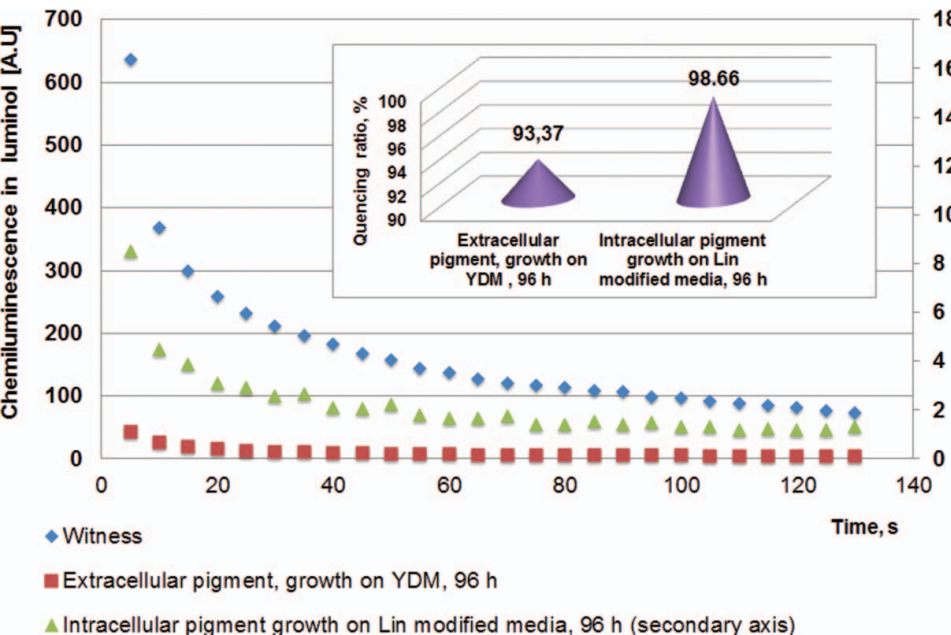 Chemiluminescence in luminol [A.U]
700
600
500
400
300
200
100
0
0 20 40 60 80 100 120 140
Time, s
18
16
14
12
10
8
6
4
2
0
Quencing ratio, %
100
98
96
94
92
90
93,37
98.66
Extracellular
pigment, growth on
YDM , 96 h
Intracellular pigment
growth on Lin
modified media, 96 h
Witness
Extracellular pigment, growth on YDM, 96 h
Intracellular pigment growth on Lin modified media, 96 h (secondary axis)